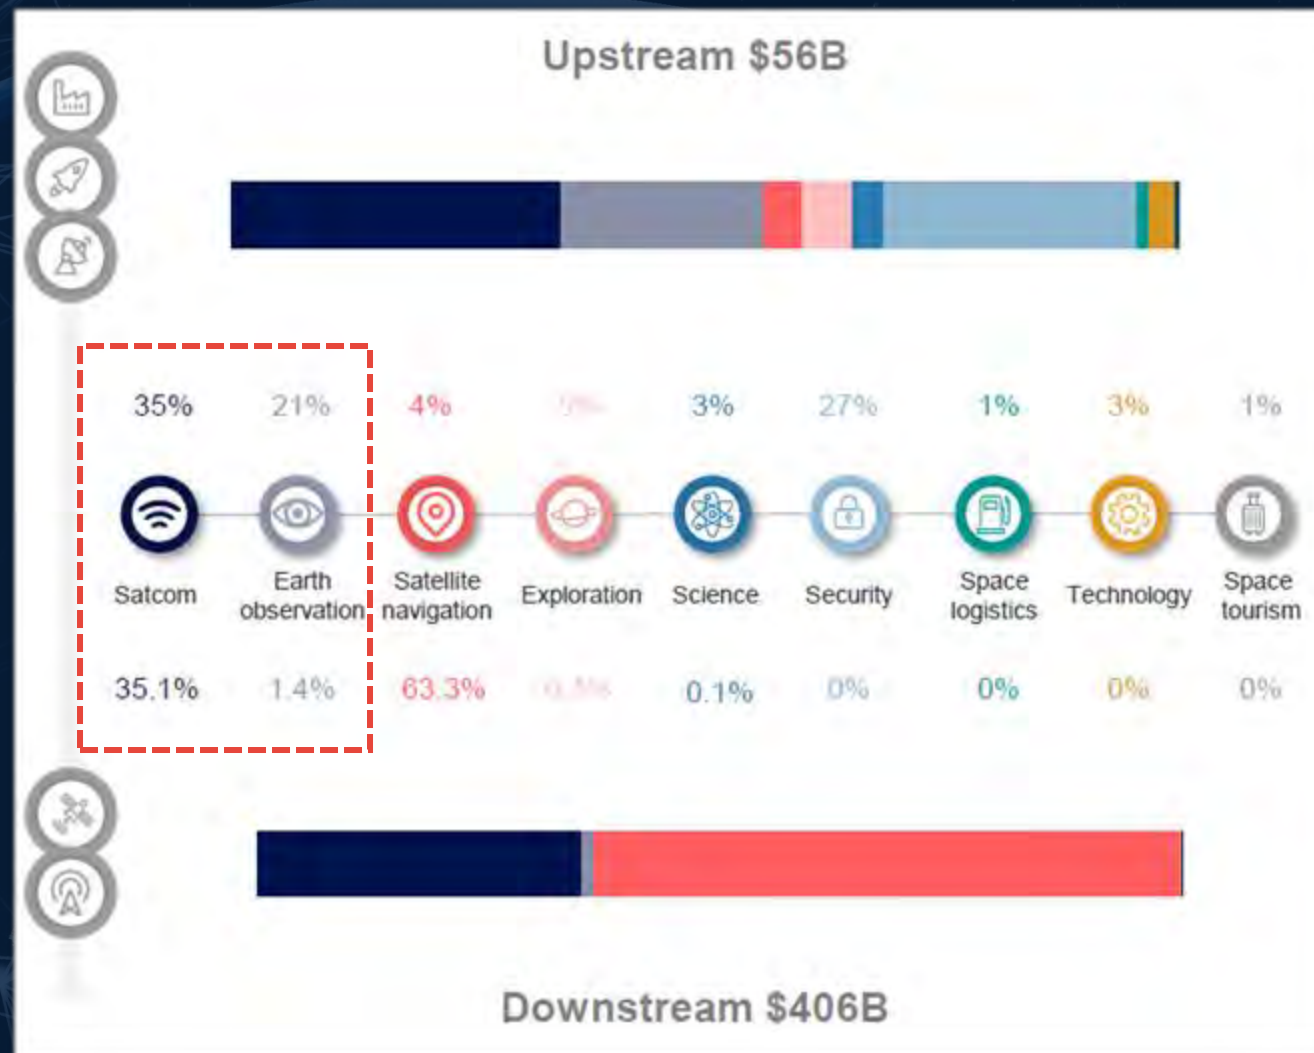 Upstream $56B
35% 21% 4% 3% 27% 1% 3% 1%
Satcom
Earth
observation
Satellite
navigation
Exploration
Science
Security
Space
logistics
Technology
Space
tourism
35.1% 1.4% 63.3% 0.1% 0% 0% 0% 0%
Downstream $406B